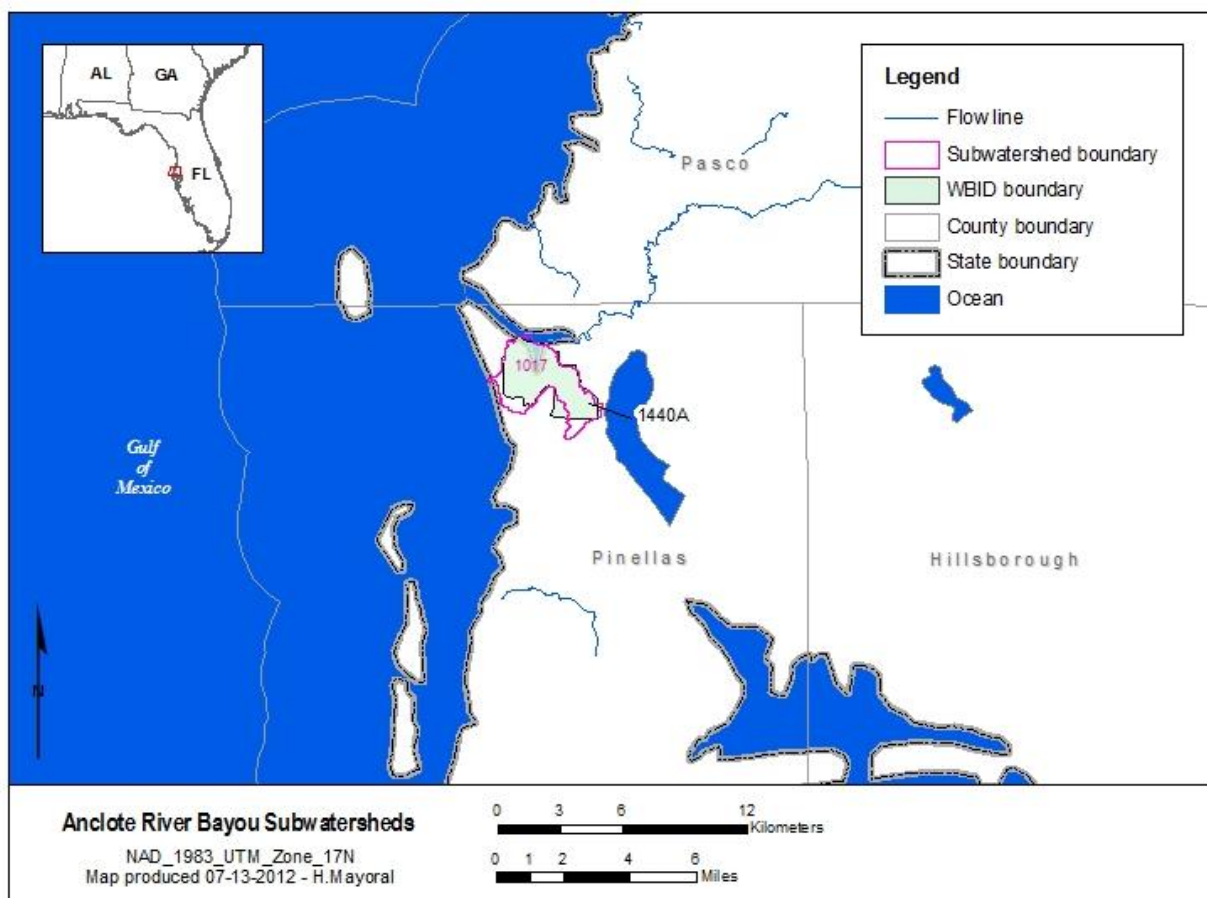 AL
GA
FL
Legend
Flow line
Subwatershed boundary
WBID boundary
County boundary
State boundary
Ocean
Pasco
1017
1440A
Gulf
of
Mexico
Pinellas
Hillsborough
N
Anclote River Bayou Subwatersheds
NAD_1983_UTM_Zone_17N
Map produced 07-13-2012 - H.Mayoral
0 3 6 12
Kilometers
0 1 2 4 6
Miles